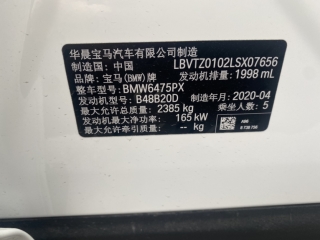 华晨宝马汽车有限公司制造
制造国：中国 LBVTZ0102LSX07656
品牌：宝马(BMW)牌 发动机排量：1998 mL
整车型号：BMW6475PX
发动机型号：B48B20D 制造年月：2020-04
最大允许总质量：2385 kg 乘坐人数：5
发动机最大净功率：165 kW
最大允许牵引质量：-- kg